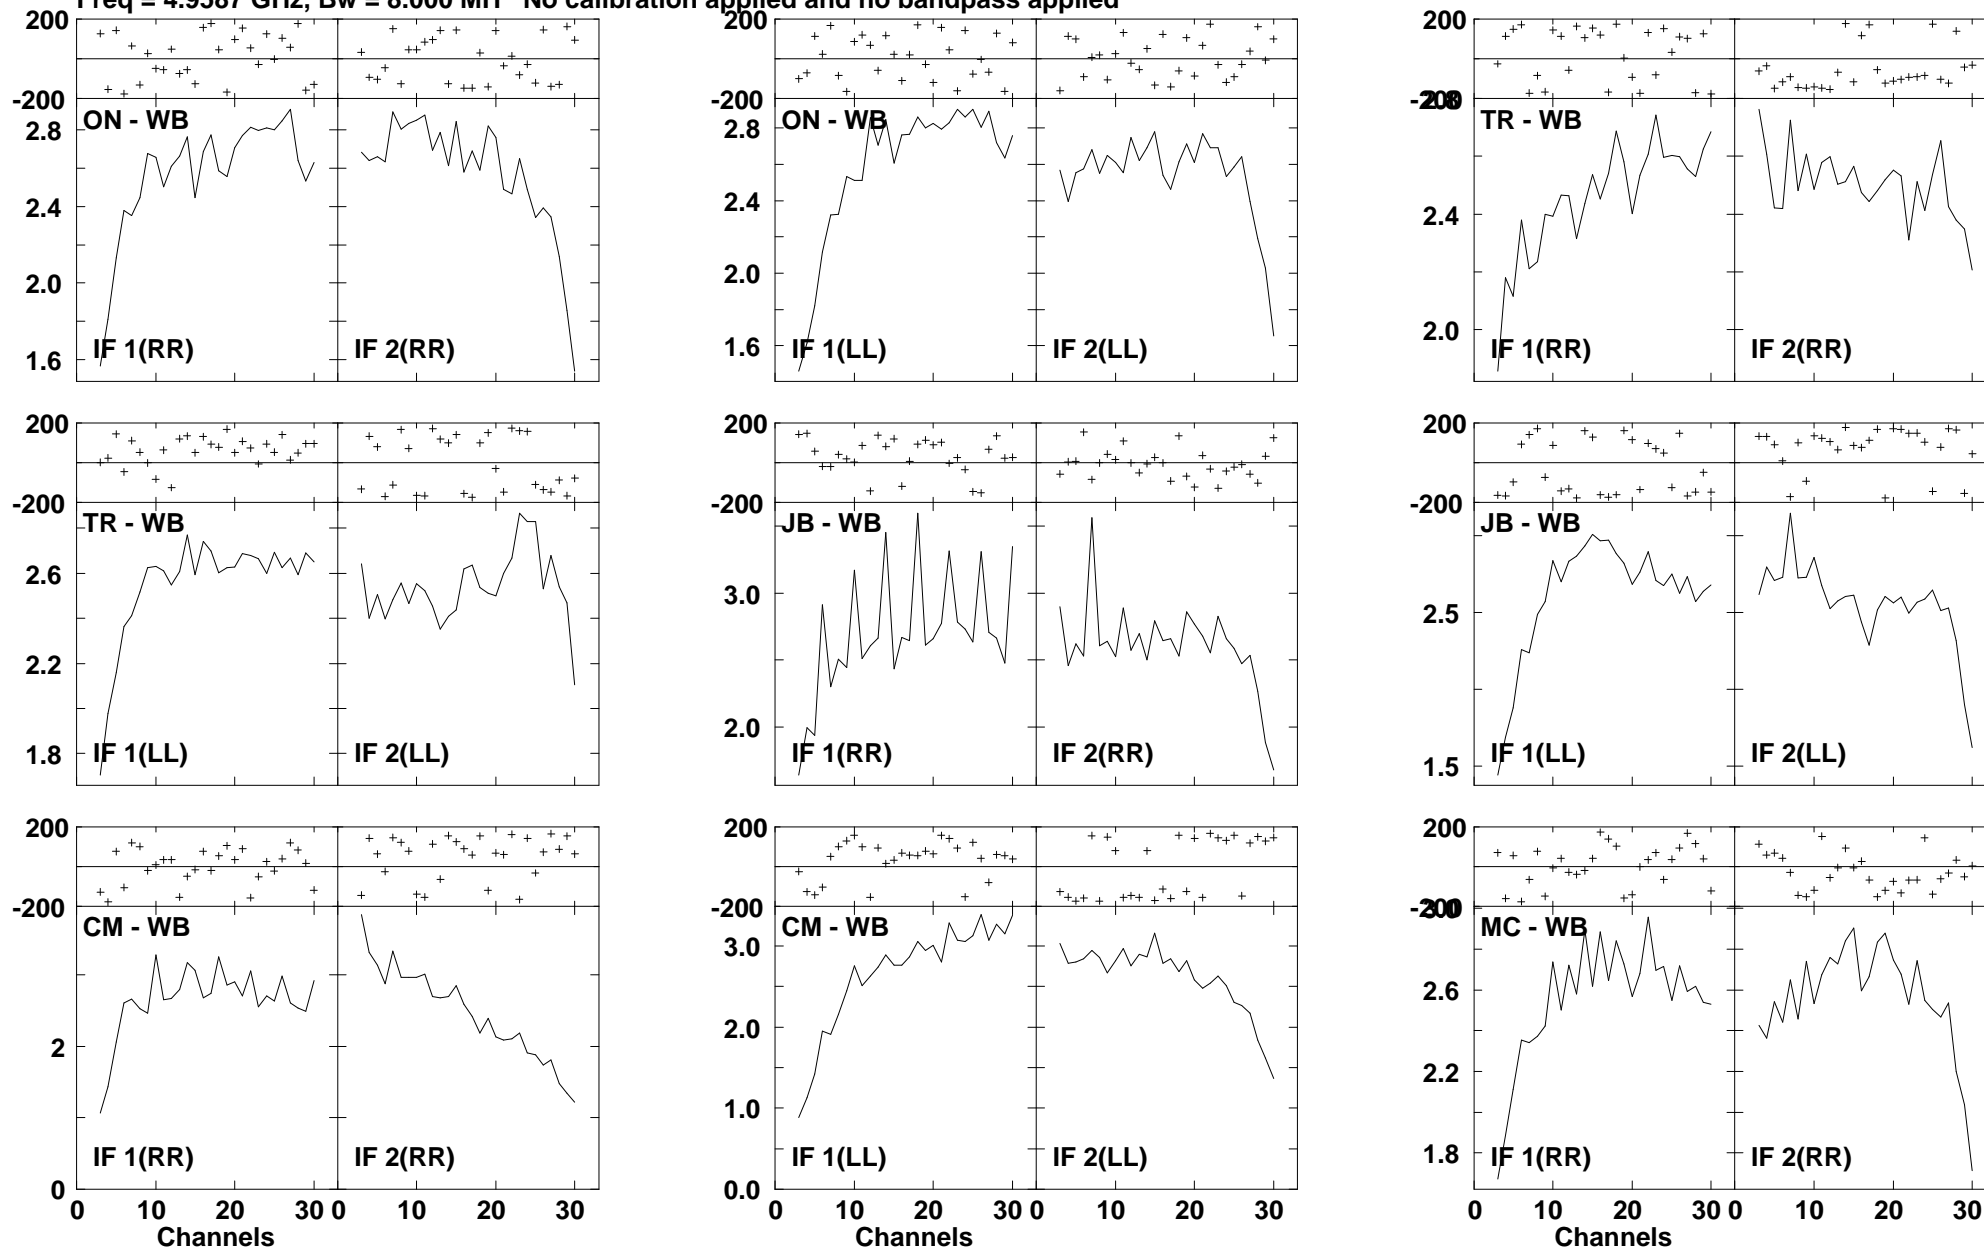 Freq = 4.9587 GHz, Bw = 8.000 MH No calibration applied and no bandpass applied
200 200 200
-200 -200 -200
ON - WB ON - WB TR - WB
2.8 2.8 2.8
2.4 2.4 2.4
2.0 2.0 2.0
1.6 1.6
IF 1(RR) IF 2(RR) IF 1(LL) IF 2(LL) IF 1(RR) IF 2(RR)
200 200 200
-200 -200 -200
TR - WB JB - WB JB - WB
2.6 3.0 2.5
2.2 2.0 1.5
1.8
IF 1(LL) IF 2(LL) IF 1(RR) IF 2(RR) IF 1(LL) IF 2(LL)
200 200 200
-200 -200 -200
CM - WB CM - WB MC - WB
2 3.0 3.0
0 2.0 2.6
1.0 2.2
0.0 1.8
IF 1(RR) IF 2(RR) IF 1(LL) IF 2(LL) IF 1(RR) IF 2(RR)
0 10 20 30 0 10 20 30 0 10 20 30 0 10 20 30 0 10 20 30 0 10 20 30
Channels Channels Channels